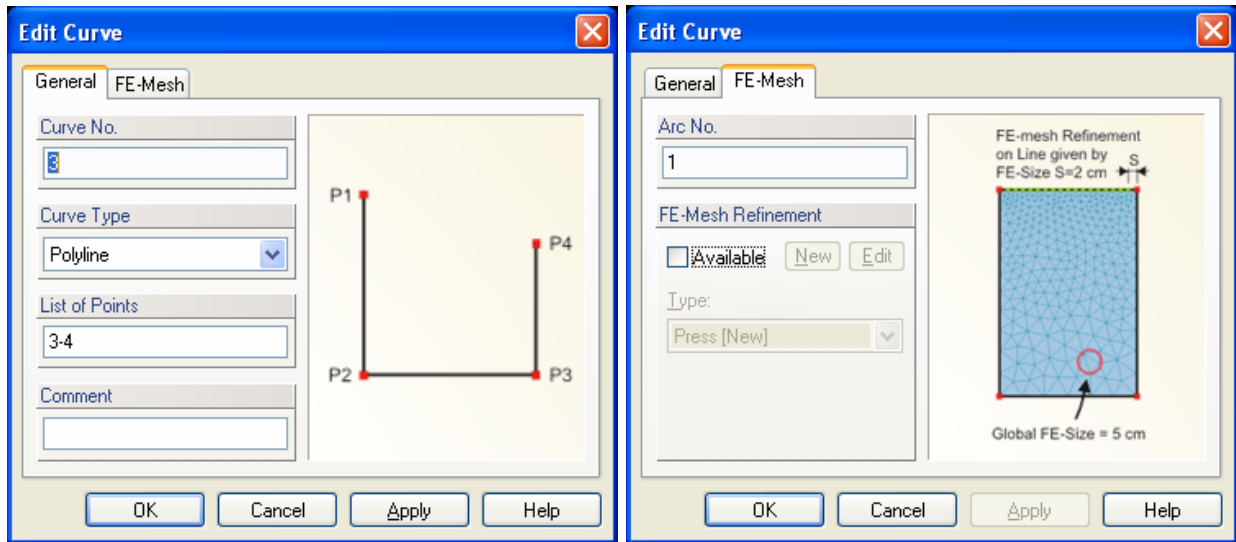 Edit Curve
General FE-Mesh
Curve No.
3
Curve Type
Polyline
List of Points
3-4
Comment
P1
P4
P2
P3
OK Cancel Apply Help
Edit Curve
General FE-Mesh
Arc No.
1
FE-Mesh Refinement
Available New Edit
Type:
Press [New]
FE-mesh Refinement
on Line given by
FE-Size S=2 cm
S
Global FE-Size = 5 cm
OK Cancel Apply Help